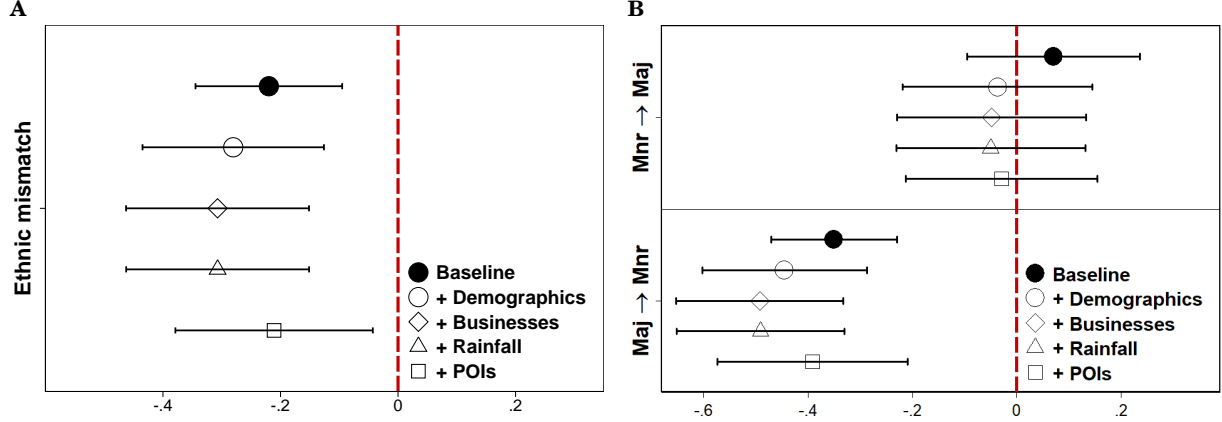 A
Ethnic mismatch
Baseline
+ Demographics
+ Businesses
+ Rainfall
+ POIs
-.4
-.2
0
.2
B
Mnr → Maj
Maj → Mnr
Baseline
+ Demographics
+ Businesses
+ Rainfall
+ POIs
-.6
-.4
-.2
0
.2